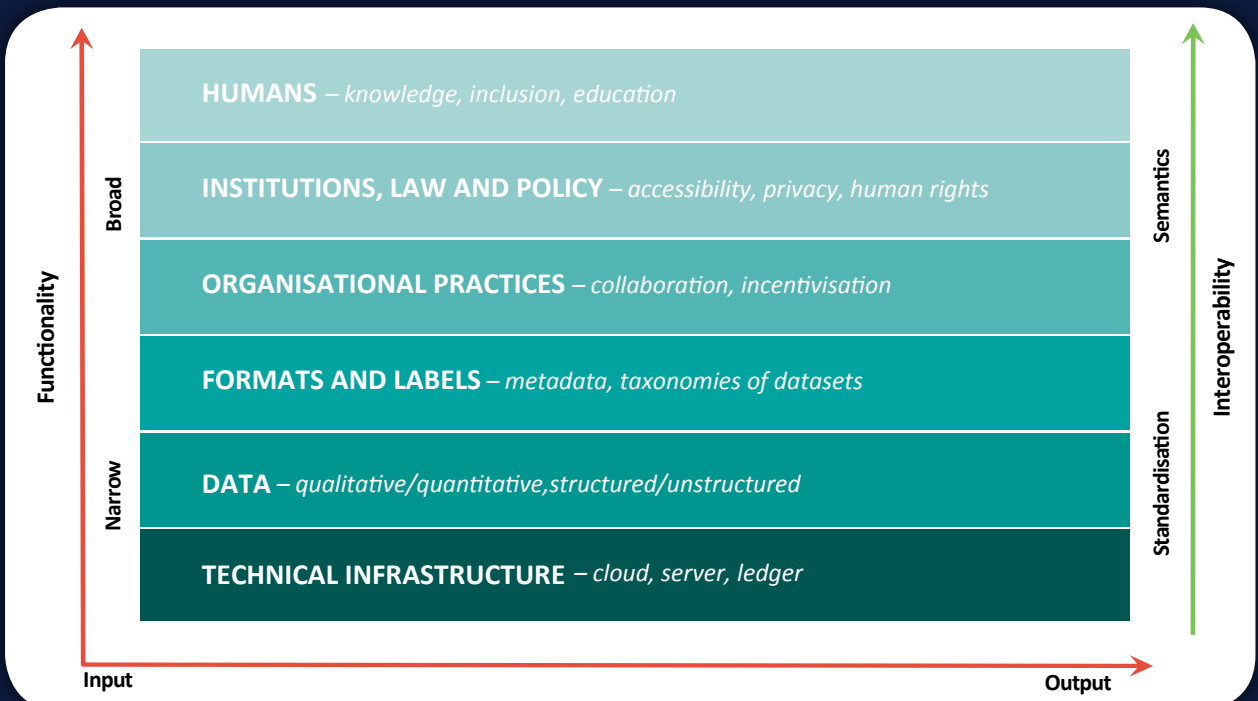 HUMANS – knowledge, inclusion, education
INSTITUTIONS, LAW AND POLICY – accessibility, privacy, human rights
ORGANISATIONAL PRACTICES – collaboration, incentivisation
FORMATS AND LABELS – metadata, taxonomies of datasets
DATA – qualitative/quantitative,structured/unstructured
TECHNICAL INFRASTRUCTURE – cloud, server, ledger
Functionality
Broad
Narrow
Semantics
Standardisation
Interoperability
Input
Output